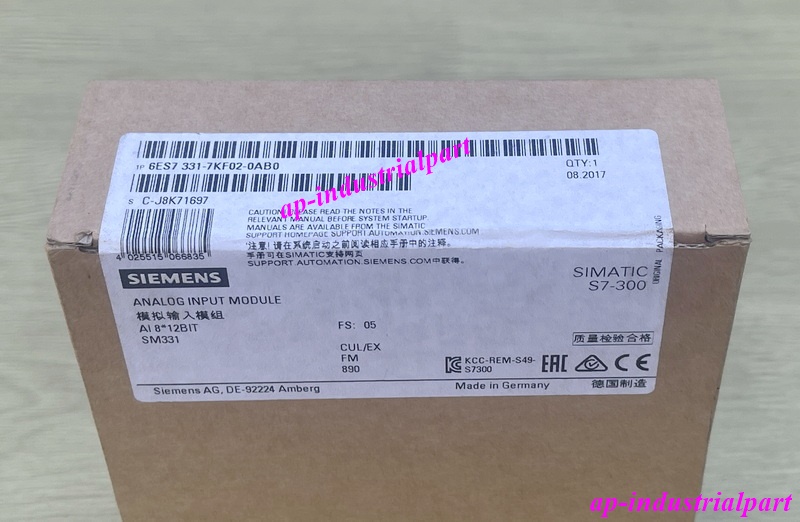 1P 6ES7 331-7KF02-0AB0
QTY:1
08.2017
S C-J8K71697
CAUTION: PLEASE READ THE NOTES IN THE
RELEVANT MANUAL BEFORE SYSTEM STARTUP.
MANUALS ARE AVAILABLE FROM THE SIMATIC
SUPPORT HOMEPAGE SUPPORT.AUTOMATION.SIEMENS.COM
注意! 请在系统启动之前阅读相应手册中的注释。
手册可在SIMATIC支持网页
SUPPORT.AUTOMATION.SIEMENS.COM中获得。
4 025515 066835
ORIGINAL PACKAGING
SIEMENS
SIMATIC
S7-300
ANALOG INPUT MODULE
模拟输入模组
AI 8*12BIT
SM331
FS: 05
CUL/EX
FM
890
质量检验合格
KCC-REM-S49-
S7300
EAC
CE
Siemens AG, DE-92224 Amberg
Made in Germany
德国制造
ap-industrialpart
ap-industrialpart